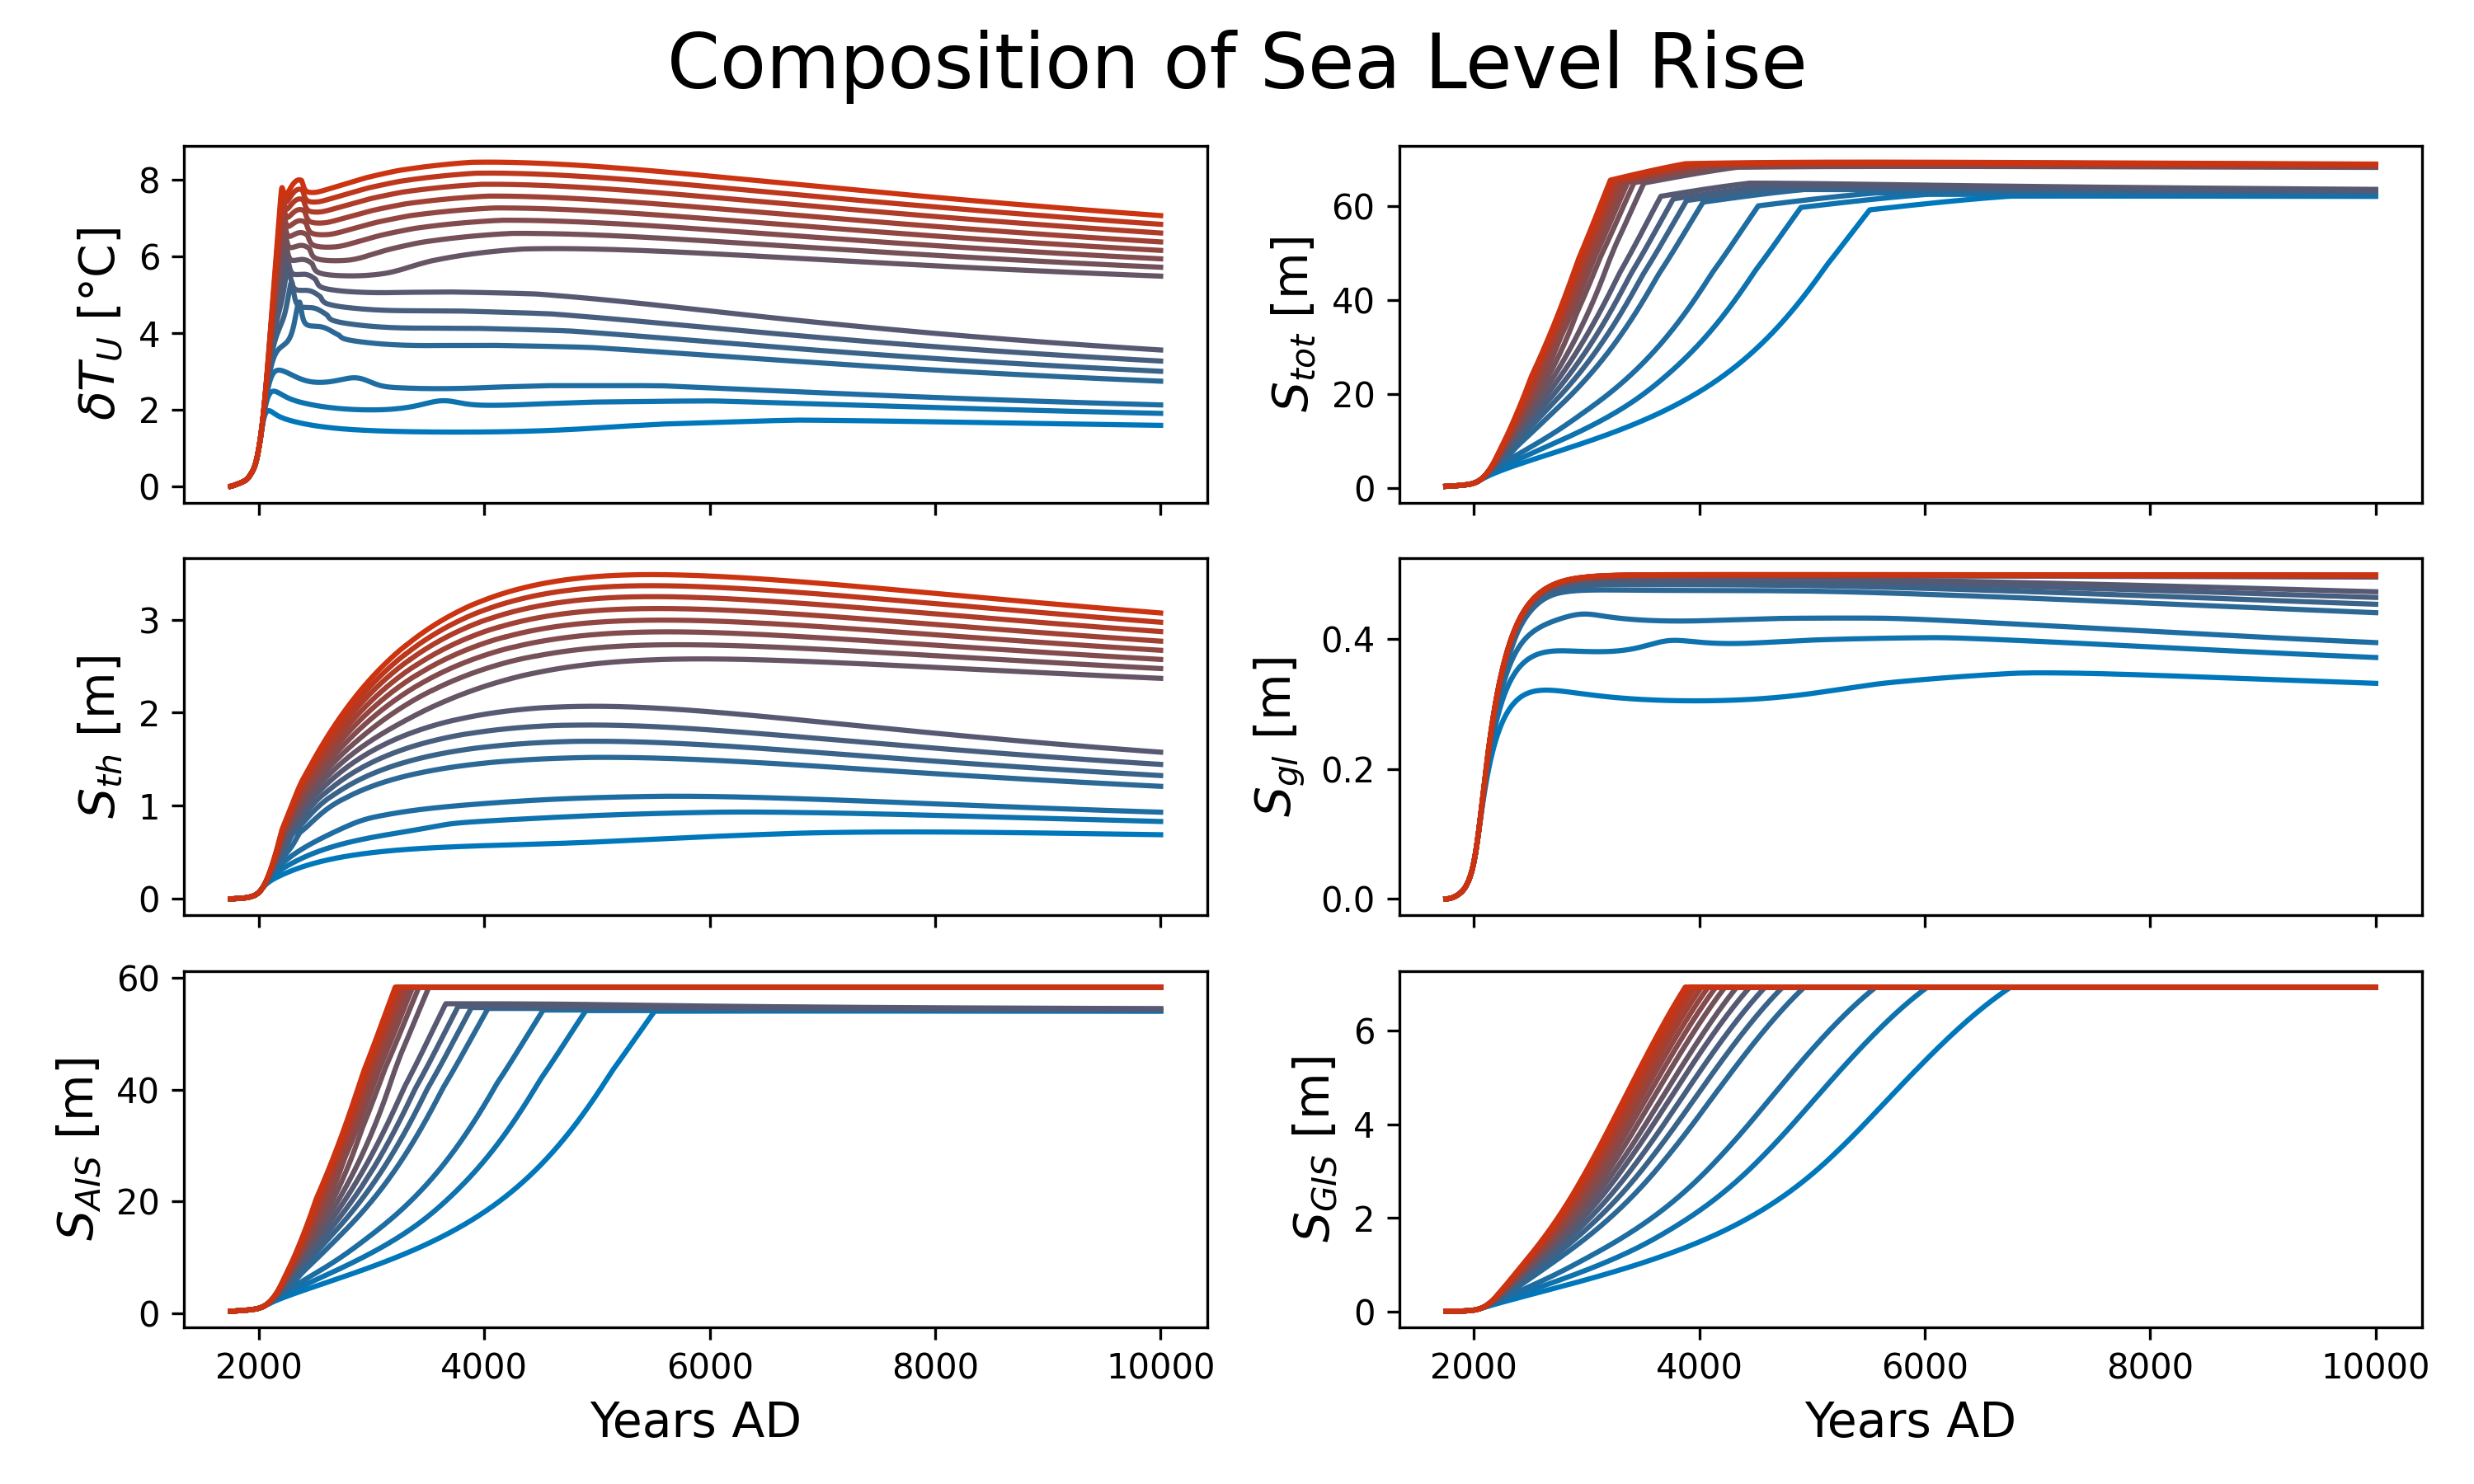 Composition of Sea Level Rise
δT_U [°C]
8
6
4
2
0
S_tot [m]
60
40
20
0
S_th [m]
3
2
1
0
S_gl [m]
0.4
0.2
0.0
S_AIS [m]
60
40
20
0
2000 4000 6000 8000 10000
Years AD
S_GIS [m]
6
4
2
0
2000 4000 6000 8000 10000
Years AD